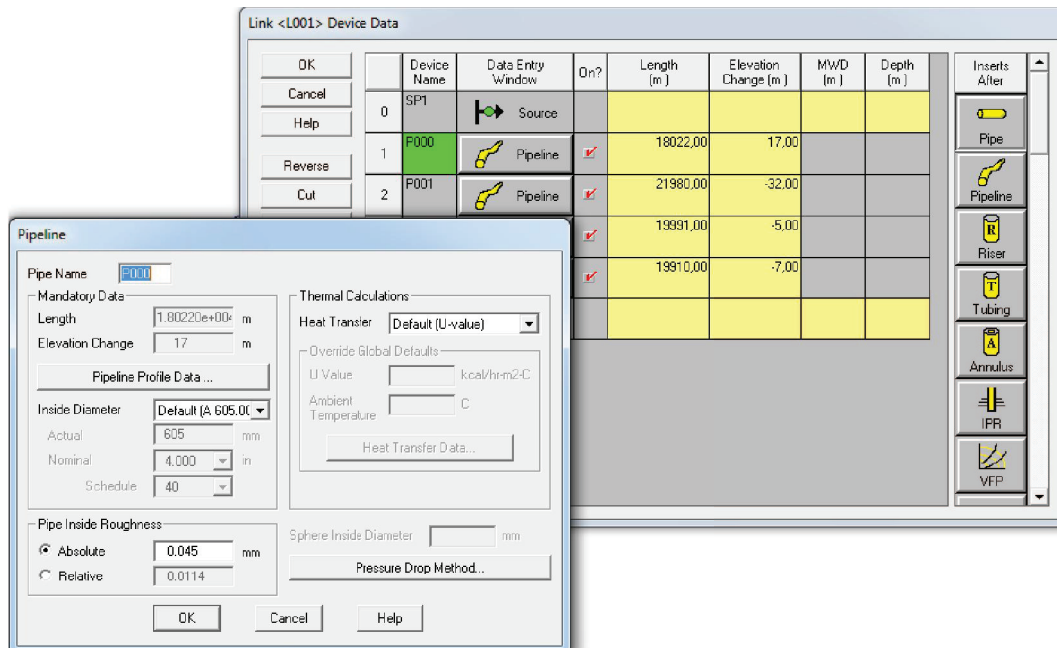 Link <L001> Device Data
OK
Cancel
Help
Reverse
Cut
Device Name
Data Entry Window
On?
Length (m )
Elevation Change (m )
MWD (m )
Depth (m )
0 SP1 Source
1 P000 Pipeline 18022,00 17,00
2 P001 Pipeline 21980,00 -32,00
19991,00 -5,00
19910,00 -7,00
Inserts After
Pipe
Pipeline
R
Riser
T
Tubing
A
Annulus
IPR
VFP
Pipeline
Pipe Name P000
Mandatory Data
Length 1.80220e+00 m
Elevation Change 17 m
Pipeline Profile Data ...
Inside Diameter Default (A 605.00
Actual 605 mm
Nominal 4.000 in
Schedule 40
Pipe Inside Roughness
Absolute 0.045 mm
Relative 0.0114
Thermal Calculations
Heat Transfer Default (U-value)
Override Global Defaults
U Value kcal/hr-m2-C
Ambient Temperature C
Heat Transfer Data...
Sphere Inside Diameter mm
Pressure Drop Method...
OK
Cancel
Help